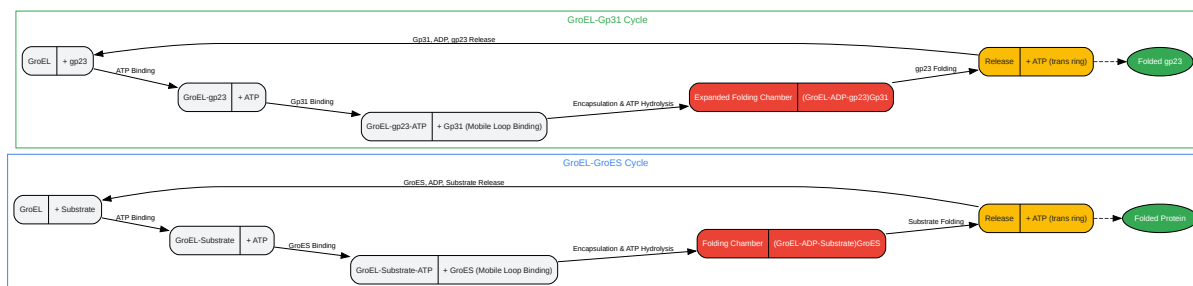 GroEL-Gp31 Cycle
Gp31, ADP, gp23 Release
GroEL + gp23
ATP Binding
GroEL-gp23 + ATP
Gp31 Binding
GroEL-gp23-ATP + Gp31 (Mobile Loop Binding)
Encapsulation & ATP Hydrolysis
Expanded Folding Chamber (GroEL-ADP-gp23)Gp31
gp23 Folding
Release + ATP (trans ring)
Folded gp23
GroEL-GroES Cycle
GroES, ADP, Substrate Release
GroEL + Substrate
ATP Binding
GroEL-Substrate + ATP
GroES Binding
GroEL-Substrate-ATP + GroES (Mobile Loop Binding)
Encapsulation & ATP Hydrolysis
Folding Chamber (GroEL-ADP-Substrate)GroES
Substrate Folding
Release + ATP (trans ring)
Folded Protein